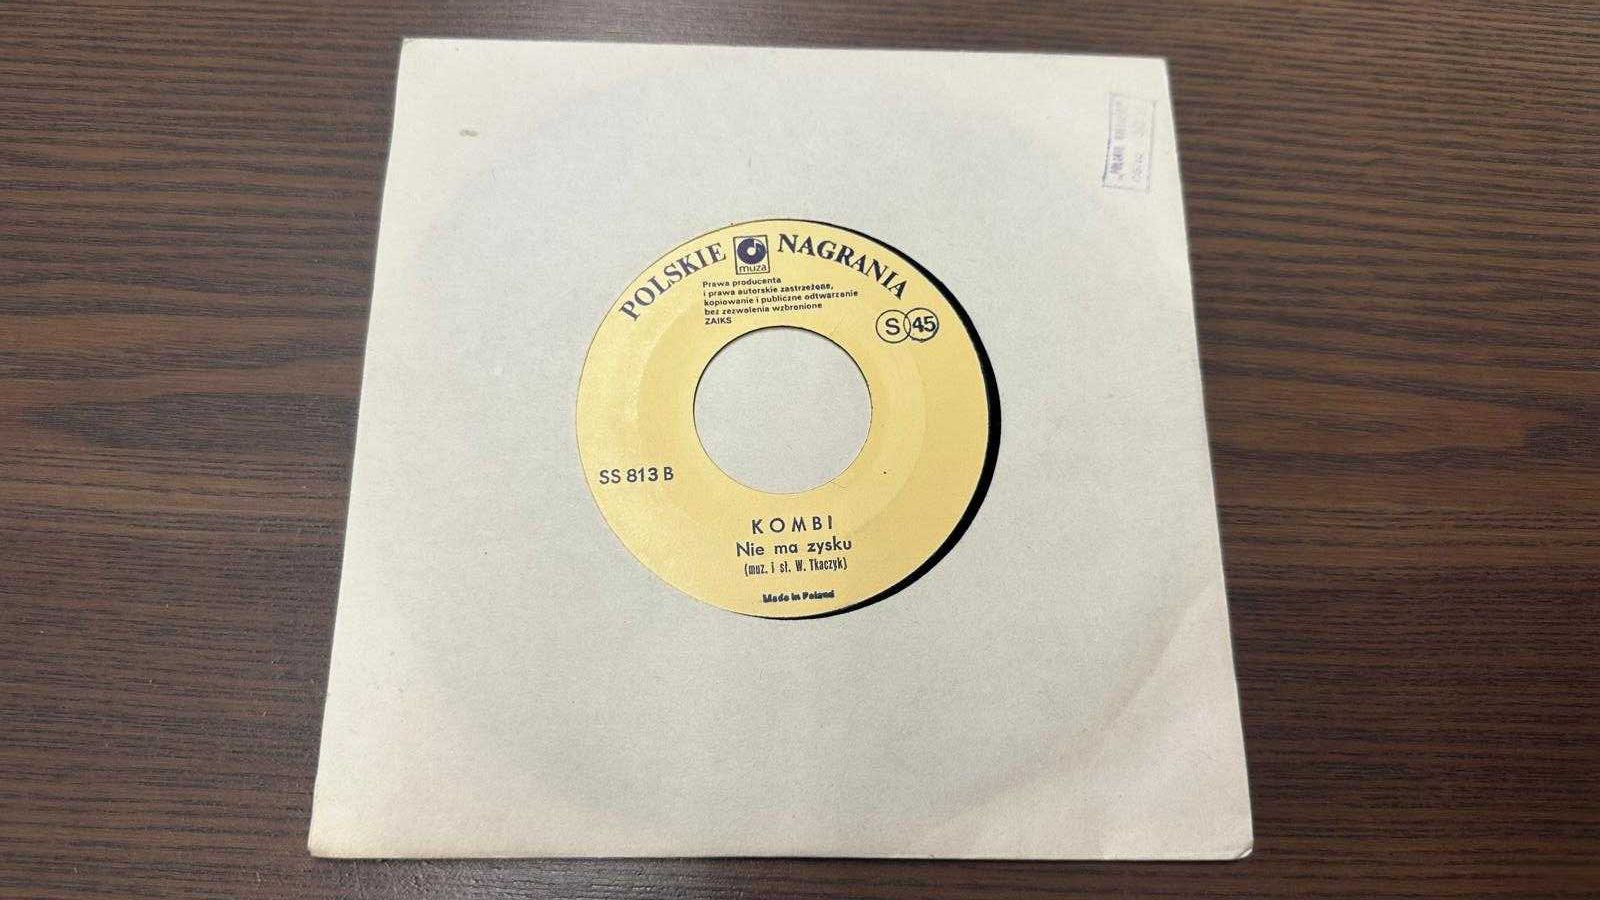 POLSKIE NAGRANIA
muza
Prawa producenta
i prawa autorskie zastrzeżone,
kopiowanie i publiczne odtwarzanie
bez zezwolenia wzbronione
ZAIKS
S 45
SS 813 B
KOMBI
Nie ma zysku
(muz. i sł. W. Tkaczyk)
Made in Poland